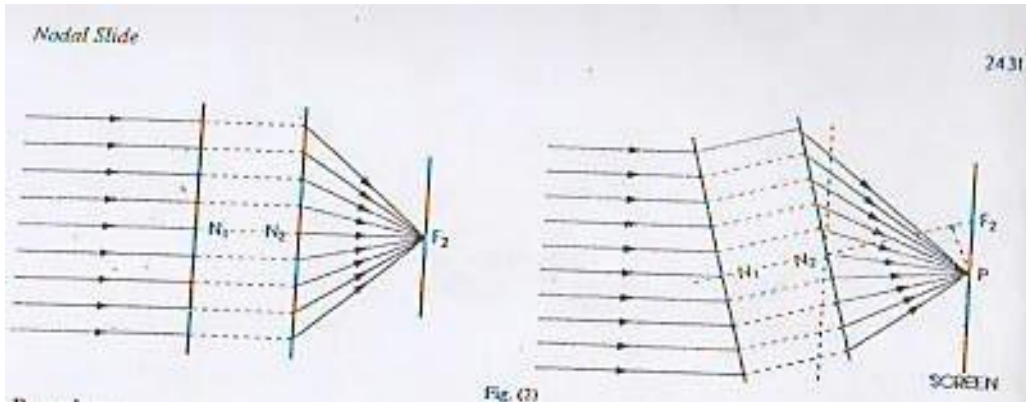 Nodal Slide
2431
N₁ N₂ F₂
N₁ N₂ F₂
P
SCREEN
Fig. (2)